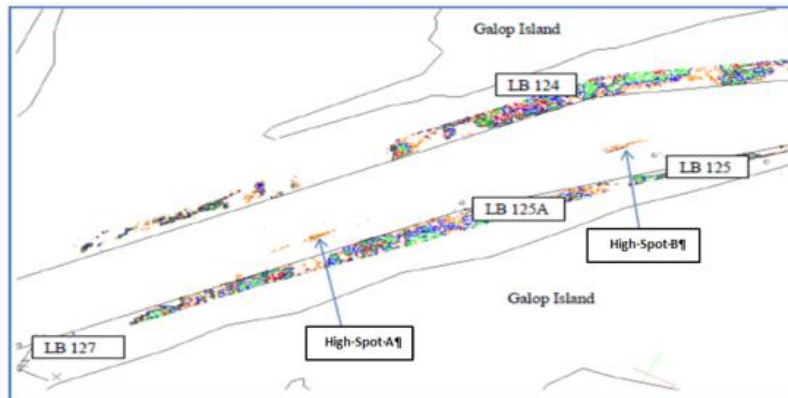 Galop Island
LB 124
LB 125
LB 125A
High-Spot-B¶
Galop Island
High-Spot-A¶
LB 127